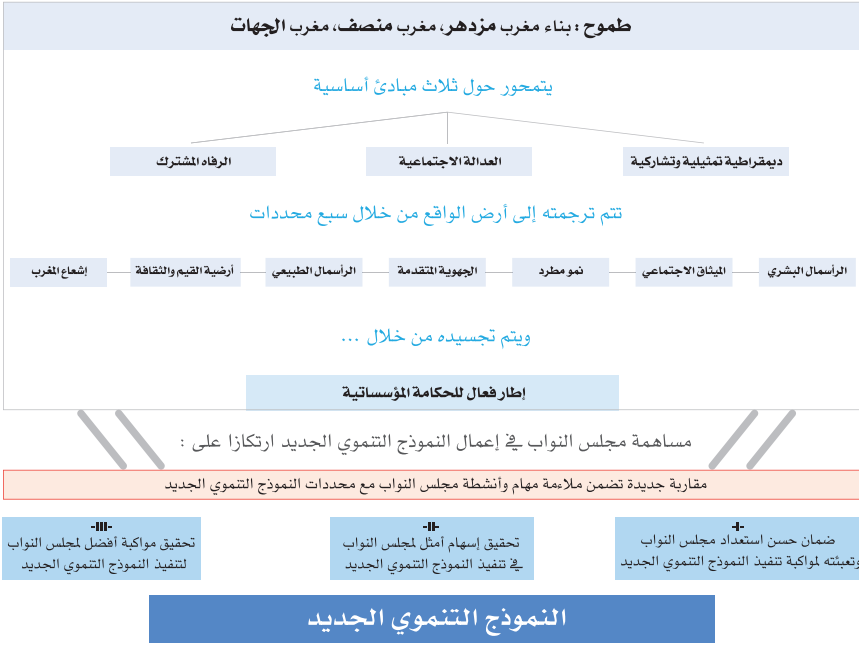 طموح : بناء مغرب مزدهر، مغرب منصف، مغرب الجهات
يتمحور حول ثلاث مبادئ أساسية
ديمقراطية تمثيلية وتشاركية
العدالة الاجتماعية
الرفاه المشترك
تتم ترجمته إلى أرض الواقع من خلال سبع محددات
الرأسمال البشري
الميثاق الاجتماعي
نمو مطرد
الجهوية المتقدمة
الرأسمال الطبيعي
أرضية القيم والثقافة
إشعاع المغرب
ويتم تجسيده من خلال ...
إطار فعال للحكامة المؤسساتية
مساهمة مجلس النواب في إعمال النموذج التنموي الجديد ارتكازا على :
مقاربة جديدة تضمن ملاءمة مهام وأنشطة مجلس النواب مع محددات النموذج التنموي الجديد
-I-
ضمان حسن استعداد مجلس النواب
وتعبئته لمواكبة تنفيذ النموذج التنموي الجديد
-II-
تحقيق إسهام أمثل لمجلس النواب
في تنفيذ النموذج التنموي الجديد
-III-
تحقيق مواكبة أفضل لمجلس النواب
لتنفيذ النموذج التنموي الجديد
النموذج التنموي الجديد